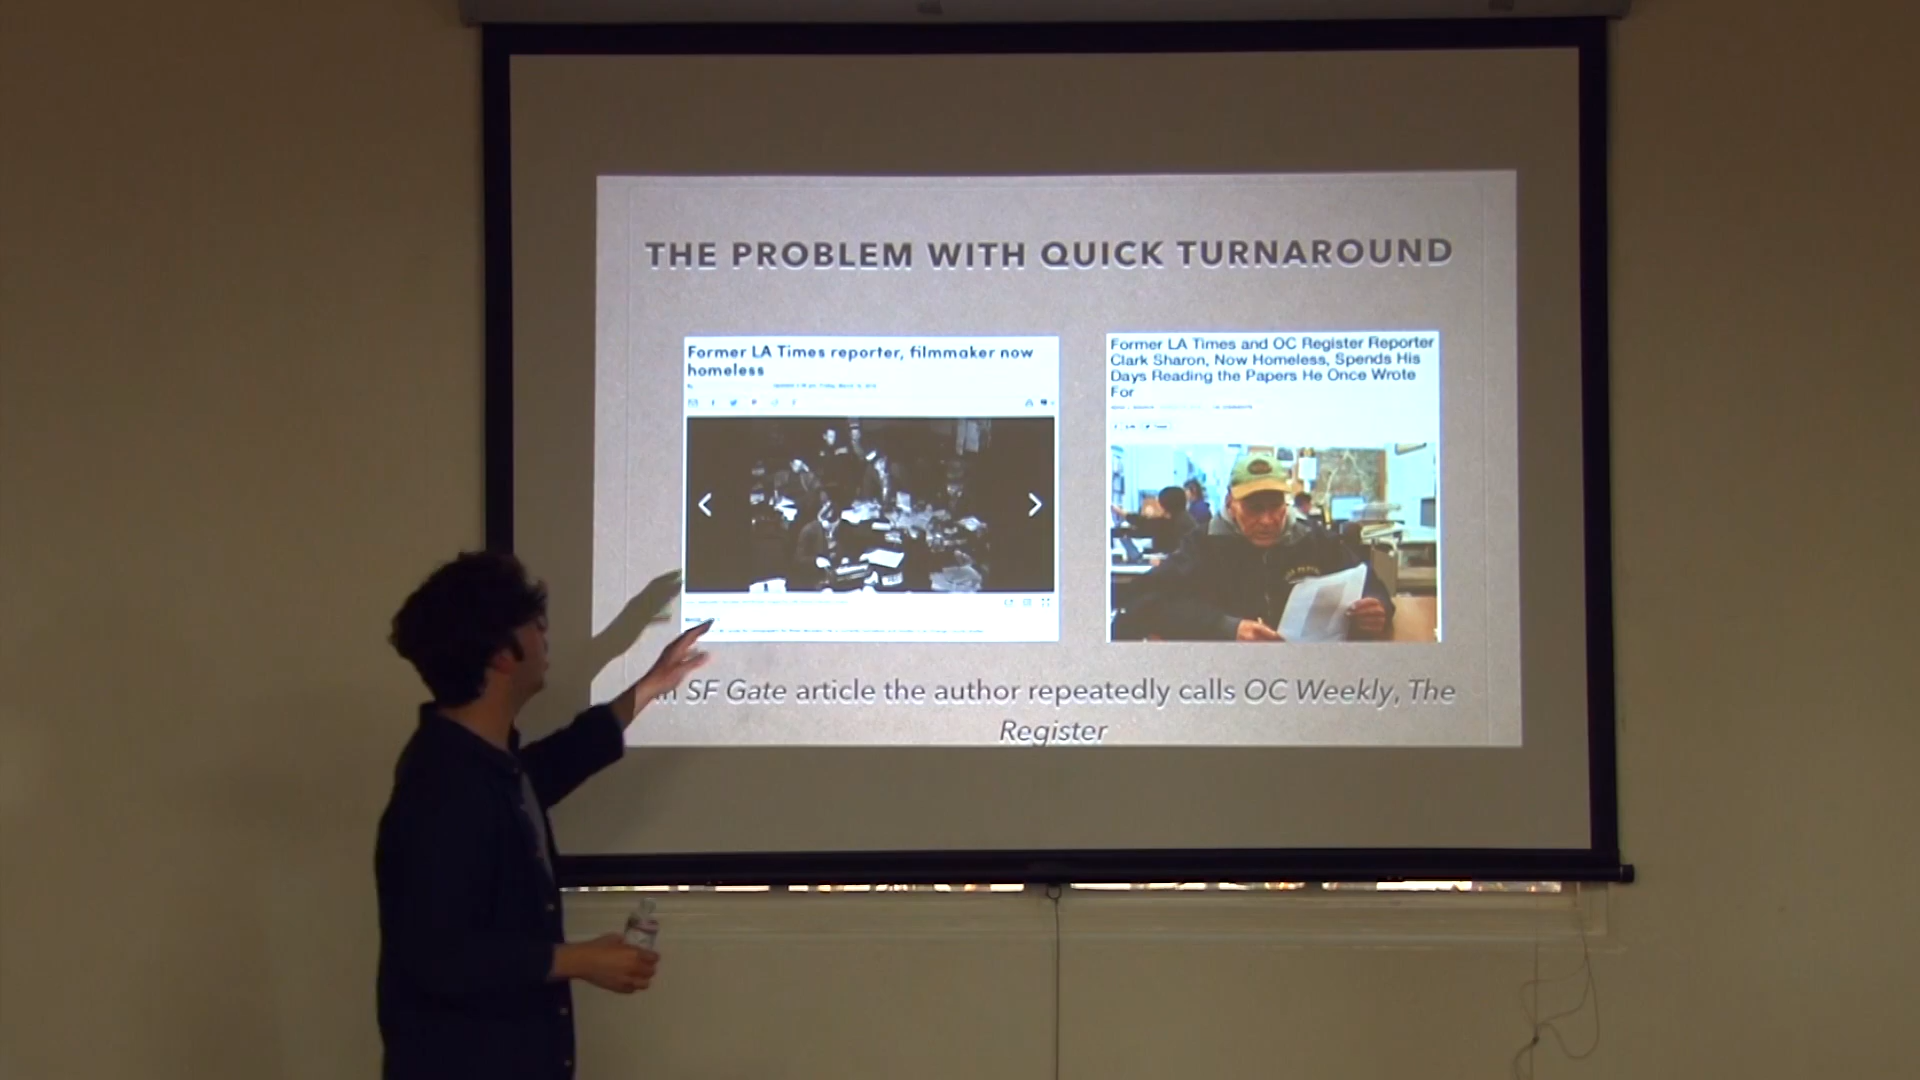 THE PROBLEM WITH QUICK TURNAROUND
Former LA Times reporter, filmmaker now
homeless
Former LA Times and OC Register Reporter
Clark Sharon, Now Homeless, Spends His
Days Reading the Papers He Once Wrote
For
SF Gate article the author repeatedly calls OC Weekly, The
Register